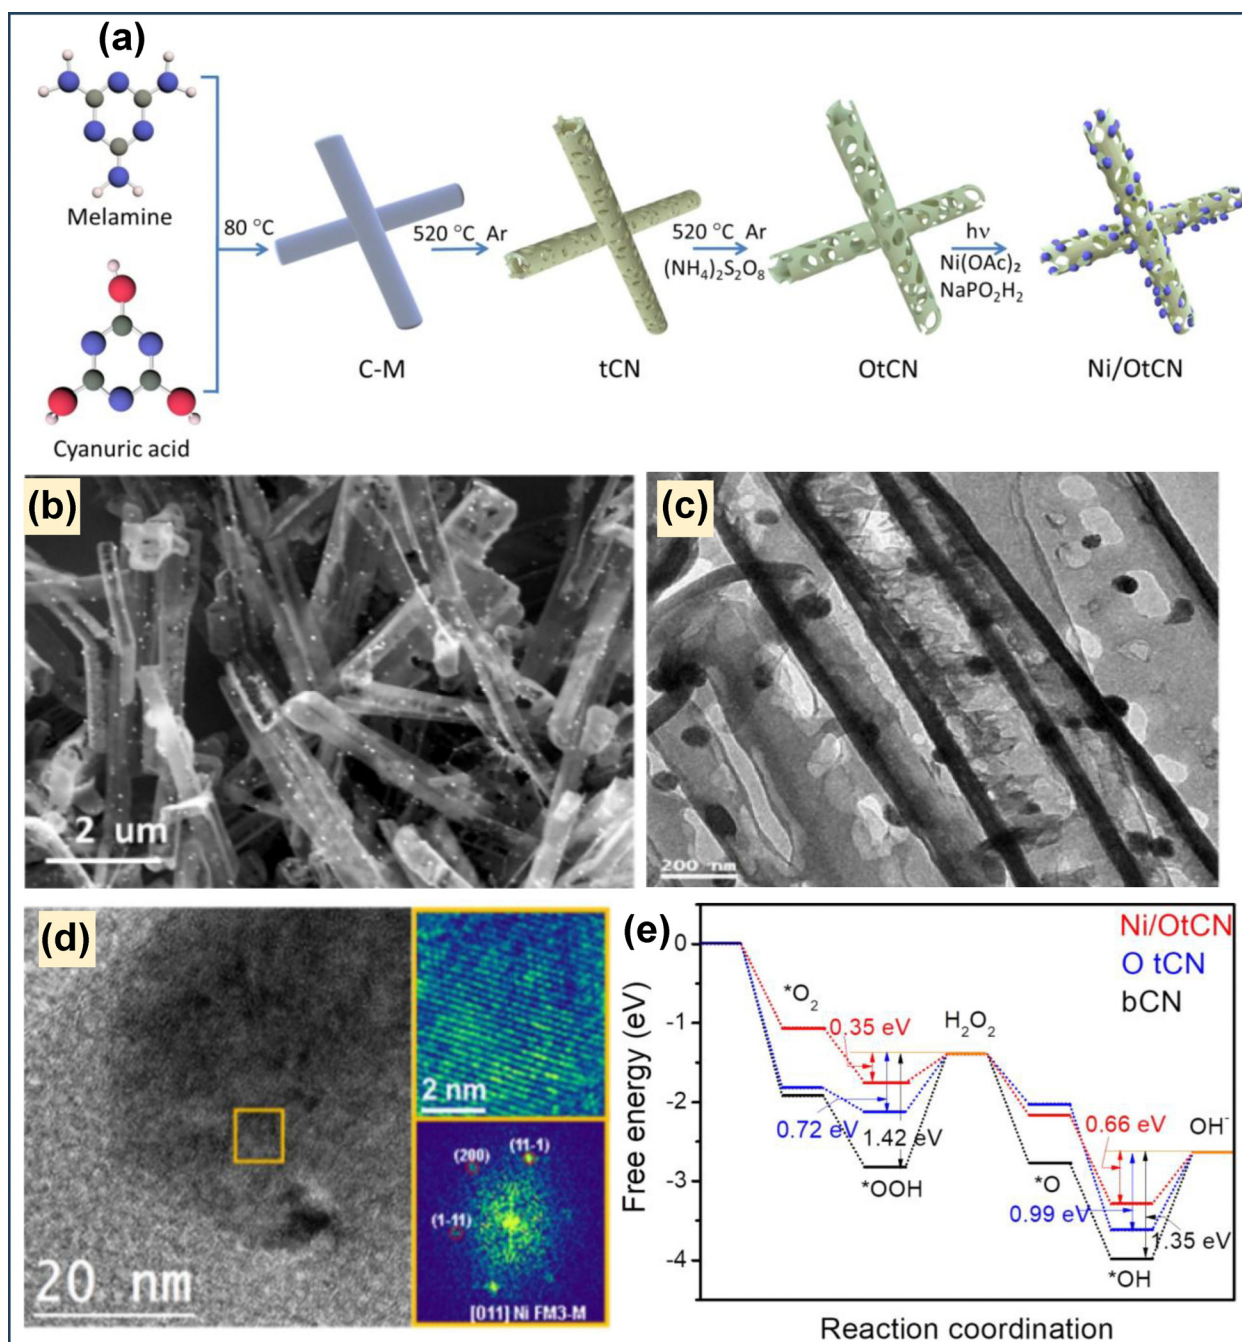 (a)
Melamine
Cyanuric acid
80 °C
C-M
520 °C Ar
tCN
520 °C Ar
(NH₄)₂S₂O₈
OtCN
hν
Ni(OAc)₂
NaPO₂H₂
Ni/OtCN
(b)
2 um
(c)
200 nm
(d)
20 nm
2 nm
(200)
(11-1)
(1-11)
[011] Ni FM3-M
(e)
Ni/OtCN
O tCN
bCN
Free energy (eV)
0
-1
-2
-3
-4
*O₂
0.35 eV
H₂O₂
0.72 eV
1.42 eV
*OOH
*O
0.66 eV
OH⁻
0.99 eV
1.35 eV
*OH
Reaction coordination